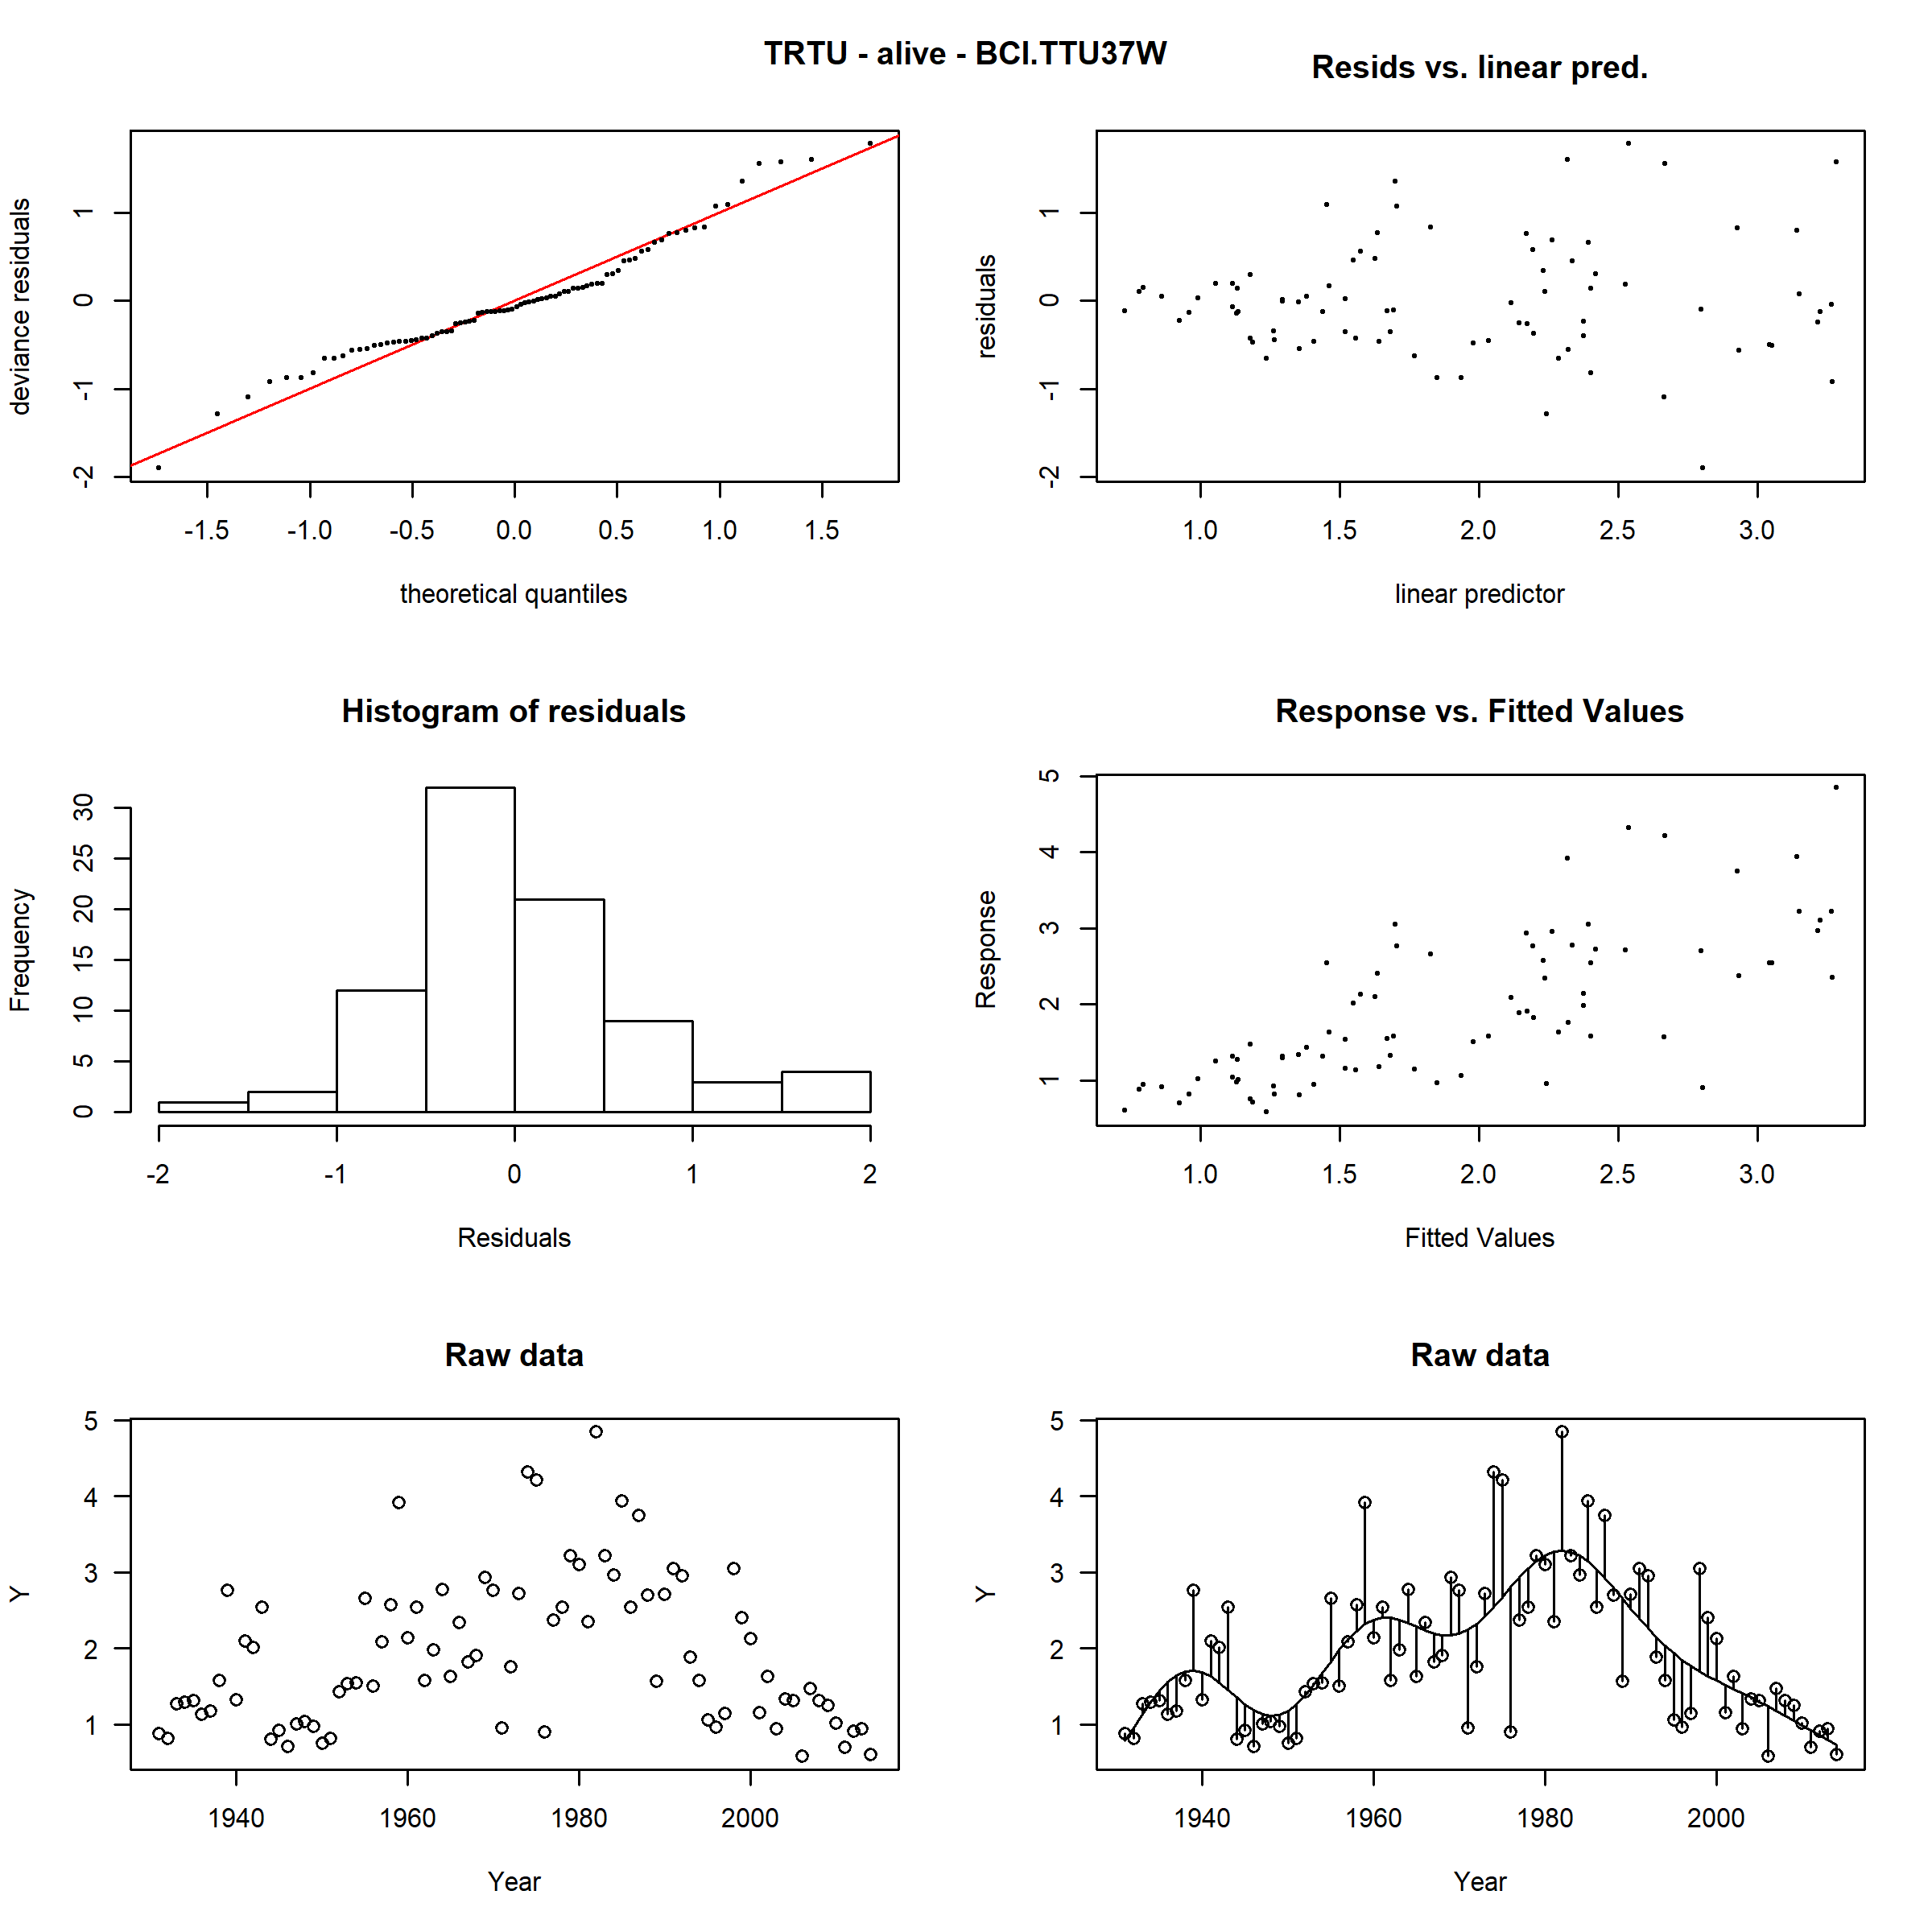 TRTU - alive - BCI.TTU37W
Resids vs. linear pred.
deviance residuals
-2 -1 0 1
-1.5 -1.0 -0.5 0.0 0.5 1.0 1.5
theoretical quantiles
residuals
-2 -1 0 1
1.0 1.5 2.0 2.5 3.0
linear predictor
Histogram of residuals
Frequency
0 5 10 15 20 25 30
-2 -1 0 1 2
Residuals
Response vs. Fitted Values
Response
1 2 3 4 5
1.0 1.5 2.0 2.5 3.0
Fitted Values
Raw data
Y
1 2 3 4 5
1940 1960 1980 2000
Year
Raw data
Y
1 2 3 4 5
1940 1960 1980 2000
Year